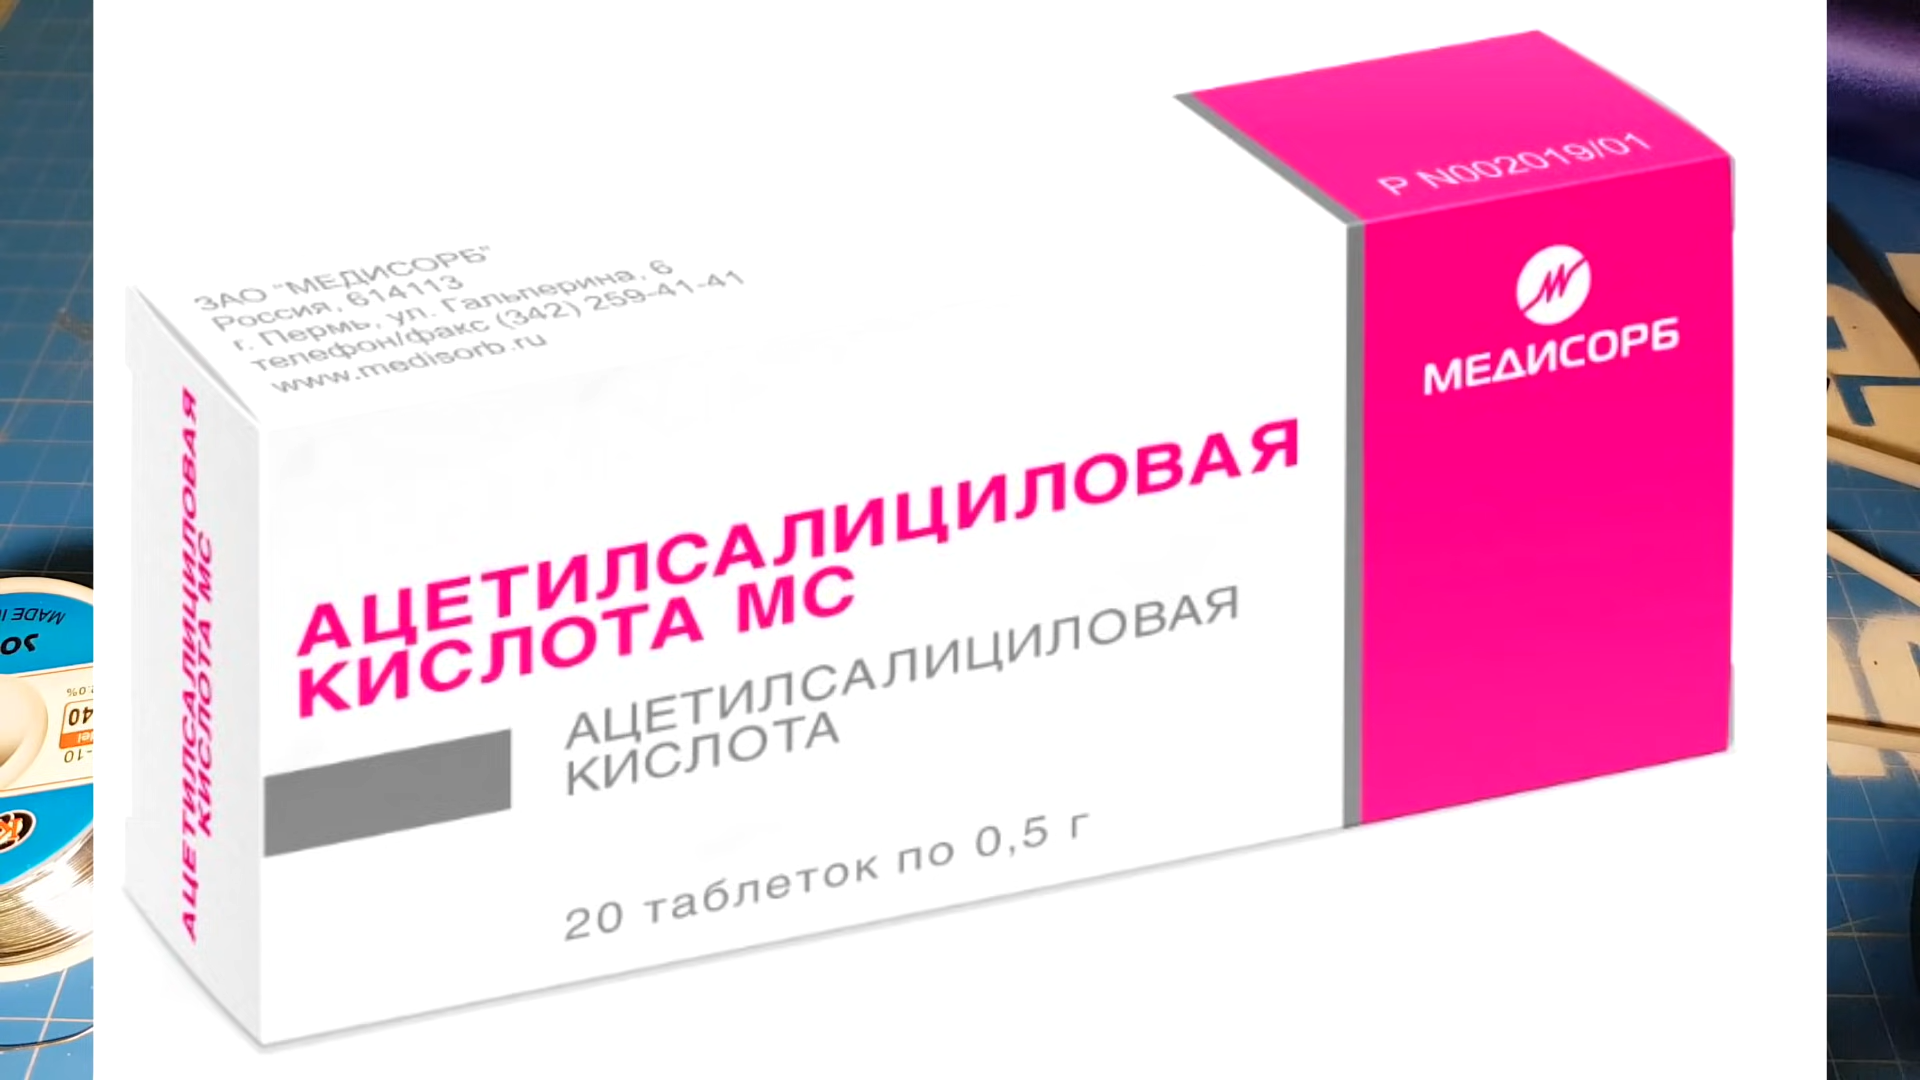 P N002019/01
МЕДИСОРБ
ЗАО "МЕДИСОРБ"
Россия, 614113
г. Пермь, ул. Гальперина, 6
телефон/факс (342) 259-41-41
www.medisorb.ru
АЦЕТИЛСАЛИЦИЛОВАЯ
КИСЛОТА МС
АЦЕТИЛСАЛИЦИЛОВАЯ
КИСЛОТА
20 таблеток по 0,5 г
АЦЕТИЛСАЛИЦИЛОВАЯ
КИСЛОТА МС
MADE